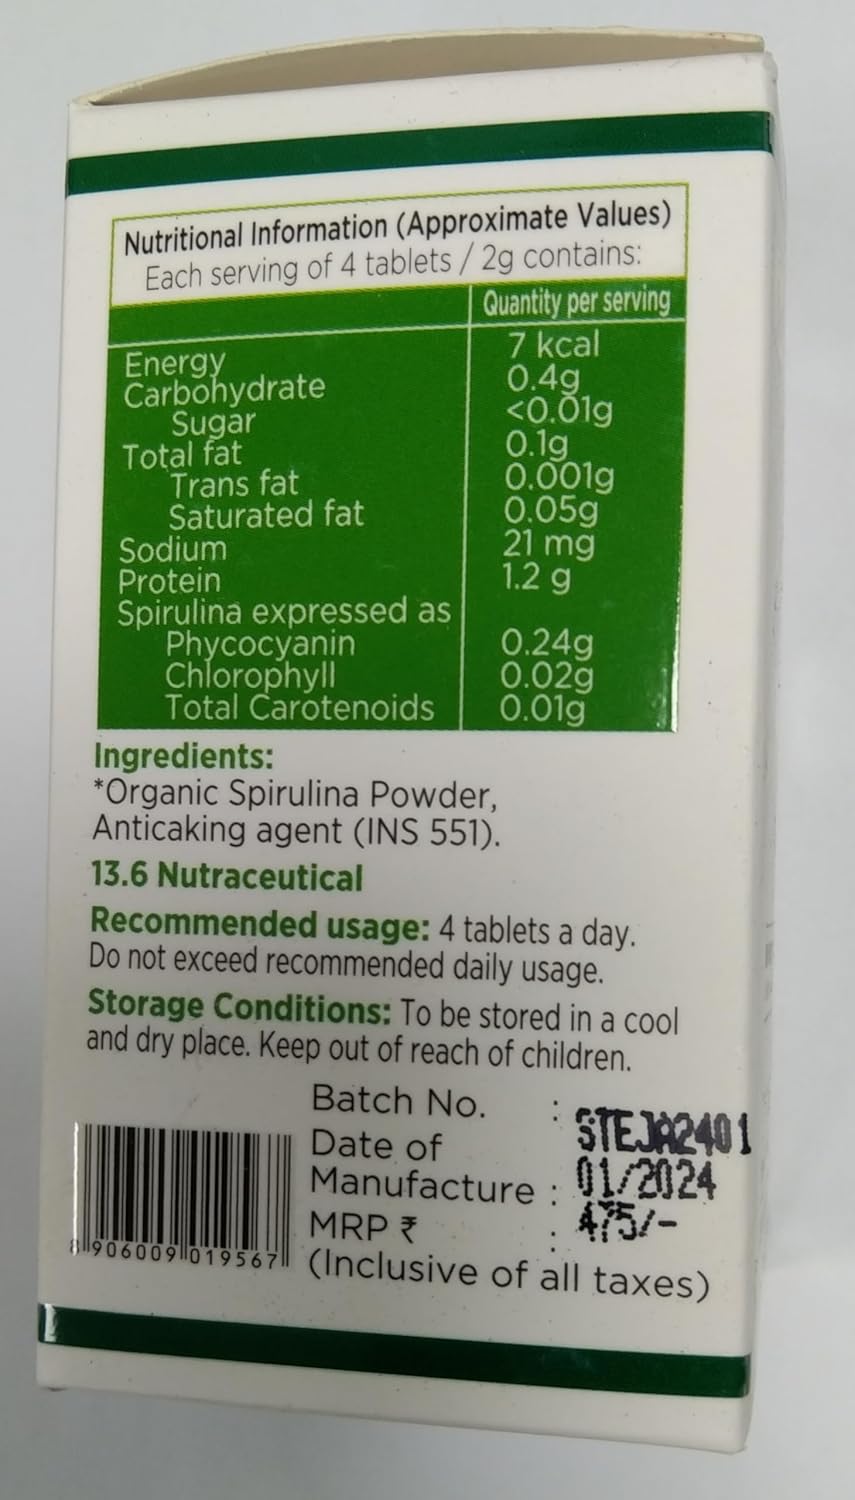 Nutritional Information (Approximate Values)
Each serving of 4 tablets / 2g contains:
Quantity per serving
Energy 7 kcal
Carbohydrate 0.4g
Sugar <0.01g
Total fat 0.1g
Trans fat 0.001g
Saturated fat 0.05g
Sodium 21 mg
Protein 1.2 g
Spirulina expressed as
Phycocyanin 0.24g
Chlorophyll 0.02g
Total Carotenoids 0.01g
Ingredients:
*Organic Spirulina Powder,
Anticaking agent (INS 551).
13.6 Nutraceutical
Recommended usage: 4 tablets a day.
Do not exceed recommended daily usage.
Storage Conditions: To be stored in a cool
and dry place. Keep out of reach of children.
Batch No. : STEJA2401
Date of
Manufacture : 01/2024
MRP ₹ : 475/-
(Inclusive of all taxes)
8 906009 019567